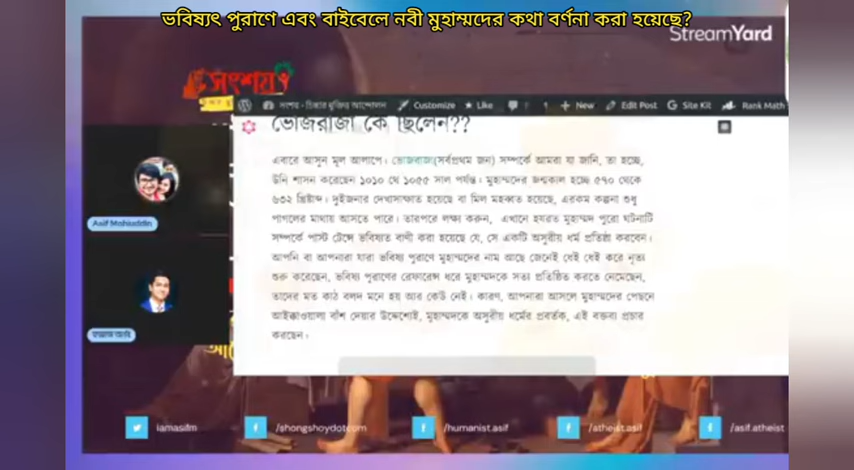 ভবিষ্যৎ পুরাণে এবং বাইবেলে নবী মুহাম্মদের কথা বর্ণনা করা হয়েছে?
StreamYard
সংশয়
সংশয় - চিন্তার মুক্তির আন্দোলন Customize Like 1 New Edit Post Site Kit Rank Math
ভোজরাজা কে ছিলেন??
এবারে আসুন মূল আলাপে। ভোজরাজা(সর্বপ্রথম জন) সম্পর্কে আমরা যা জানি, তা হচ্ছে,
উনি শাসন করেছেন ১০১০ থে ১০৫৫ সাল পর্যন্ত। মুহাম্মদের জন্মকাল হচ্ছে ৫৭০ থেকে
৬৩২ খ্রিষ্টাব্দ। দুইজনার দেখাসাক্ষাত হয়েছে বা মিল মহব্বত হয়েছে, এরকম কল্পনা শুধু
পাগলের মাথায় আসতে পারে। তারপরে লক্ষ্য করুন, এখানে হযরত মুহাম্মদ পুরো ঘটনাটি
সম্পর্কে পাস্ট টেন্সে ভবিষ্যত বাণী করা হয়েছে যে, সে একটি অসুরীয় ধর্ম প্রতিষ্ঠা করবেন।
আপনি বা আপনারা যারা ভবিষ্য পুরাণে মুহাম্মদের নাম আছে জেনেই ধেই ধেই করে নৃত্য
শুরু করেছেন, ভবিষ্য পুরাণের রেফারেন্স ধরে মুহাম্মদকে সত্য প্রতিষ্ঠিত করতে নেমেছেন,
তাদের মত কাঠ বলদ মনে হয় আর কেউ নেই। কারণ, আপনারা আসলে মুহাম্মদের পেছনে
আইক্কাওয়ালা বাঁশ দেয়ার উদ্দেশ্যেই, মুহাম্মদকে অসুরীয় ধর্মের প্রবর্তক, এই বক্তব্য প্রচার
করছেন।
Asif Mohiuddin
iamasifm /shongshoydotcom /humanist.asif /atheist.asif /asif.atheist